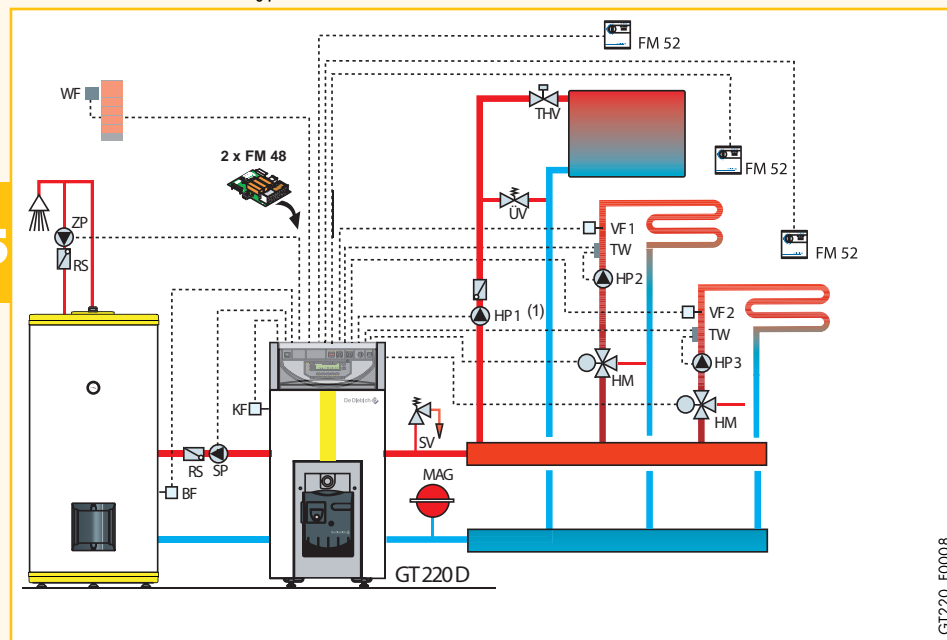 FM 52
WF
THV
2 x FM 48
FM 52
ZP
ÜV
VF1
RS
TW
FM 52
HP2
VF2
HP1 (1)
TW
HP3
HM
De Dietrich
KF
HM
SV
RS SP
MAG
BF
GT 220 D
GT220_F0008